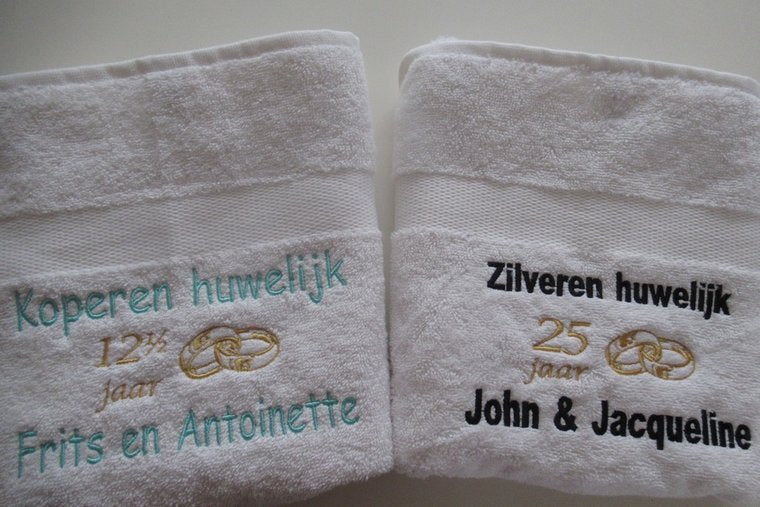 Koperen huwelijk
12½
jaar
Frits en Antoinette
Zilveren huwelijk
25
jaar
John & Jacqueline